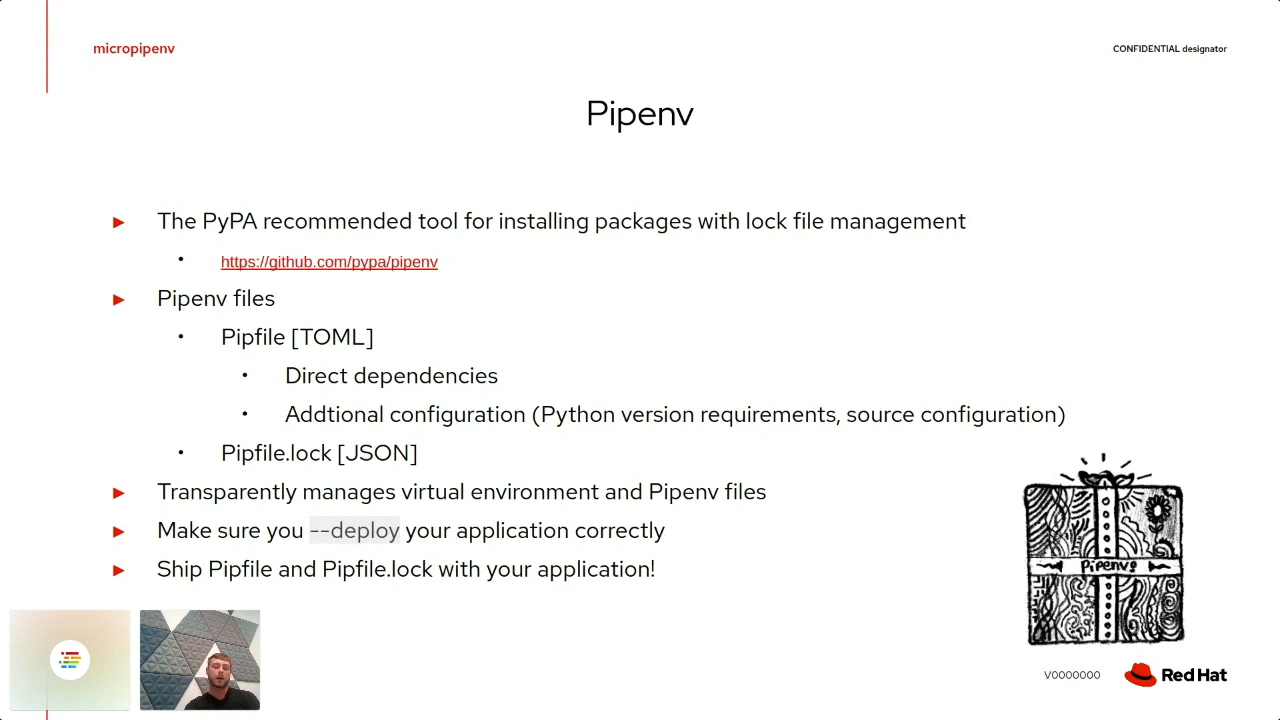 micropipenv
CONFIDENTIAL designator
Pipenv
The PyPA recommended tool for installing packages with lock file management
https://github.com/pypa/pipenv
Pipenv files
Pipfile [TOML]
Direct dependencies
Addtional configuration (Python version requirements, source configuration)
Pipfile.lock [JSON]
Transparently manages virtual environment and Pipenv files
Make sure you --deploy your application correctly
Ship Pipfile and Pipfile.lock with your application!
Pipenv
V0000000
Red Hat